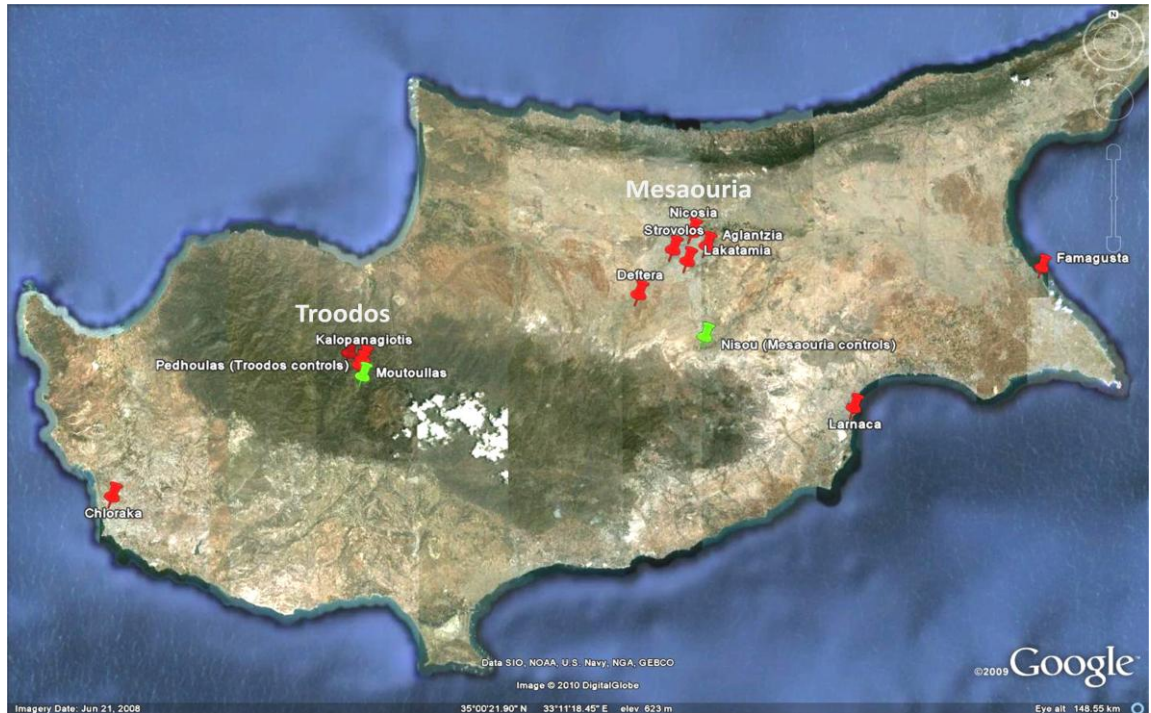 N
Mesaouria
Nicosia
Strovolos
Aglantzia
Lakatamia
Deftera
Famagusta
Troodos
Kalopanagiotis
Nisou (Mesaouria controls)
Pedhoulas (Troodos controls)
Moutoullas
Larnaca
Chloraka
Data SIO, NOAA, U.S. Navy, NGA, GEBCO
Image © 2010 DigitalGlobe
©2009 Google™
Imagery Date: Jun 21, 2008 35°00'21.90" N 33°11'18.45" E elev 623 m Eye alt 148.55 km